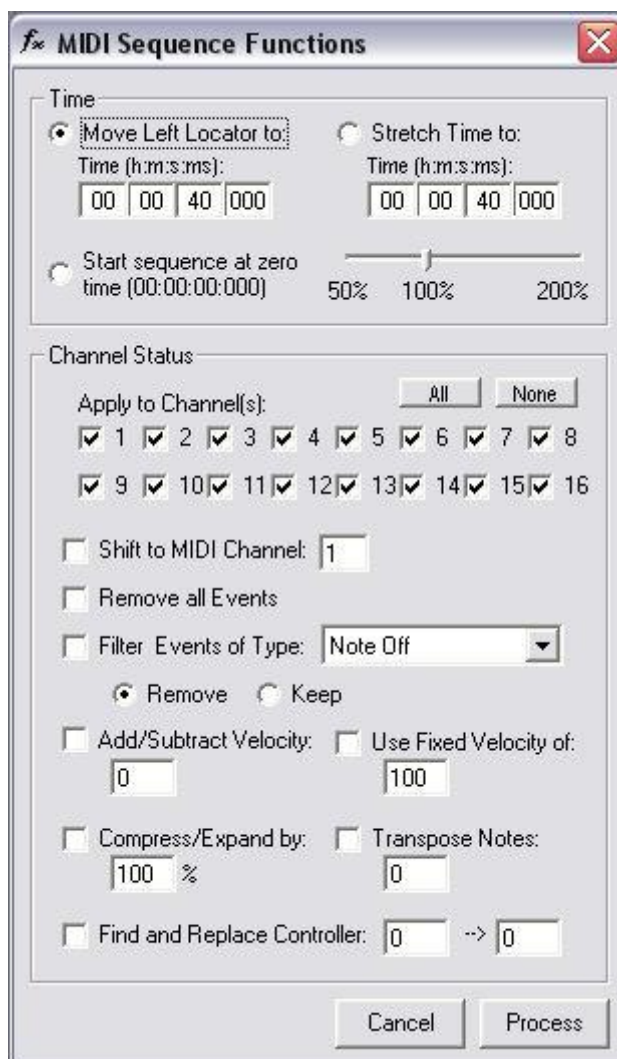 fx MIDI Sequence Functions
Time
Move Left Locator to:
Stretch Time to:
Time (h:m:s:ms):
Time (h:m:s:ms):
00 00 40 000
00 00 40 000
Start sequence at zero
time (00:00:00:000)
50% 100% 200%
Channel Status
Apply to Channel(s):
All
None
1 2 3 4 5 6 7 8
9 10 11 12 13 14 15 16
Shift to MIDI Channel: 1
Remove all Events
Filter Events of Type: Note Off
Remove Keep
Add/Subtract Velocity: Use Fixed Velocity of:
0 100
Compress/Expand by: Transpose Notes:
100 % 0
Find and Replace Controller: 0 --> 0
Cancel Process